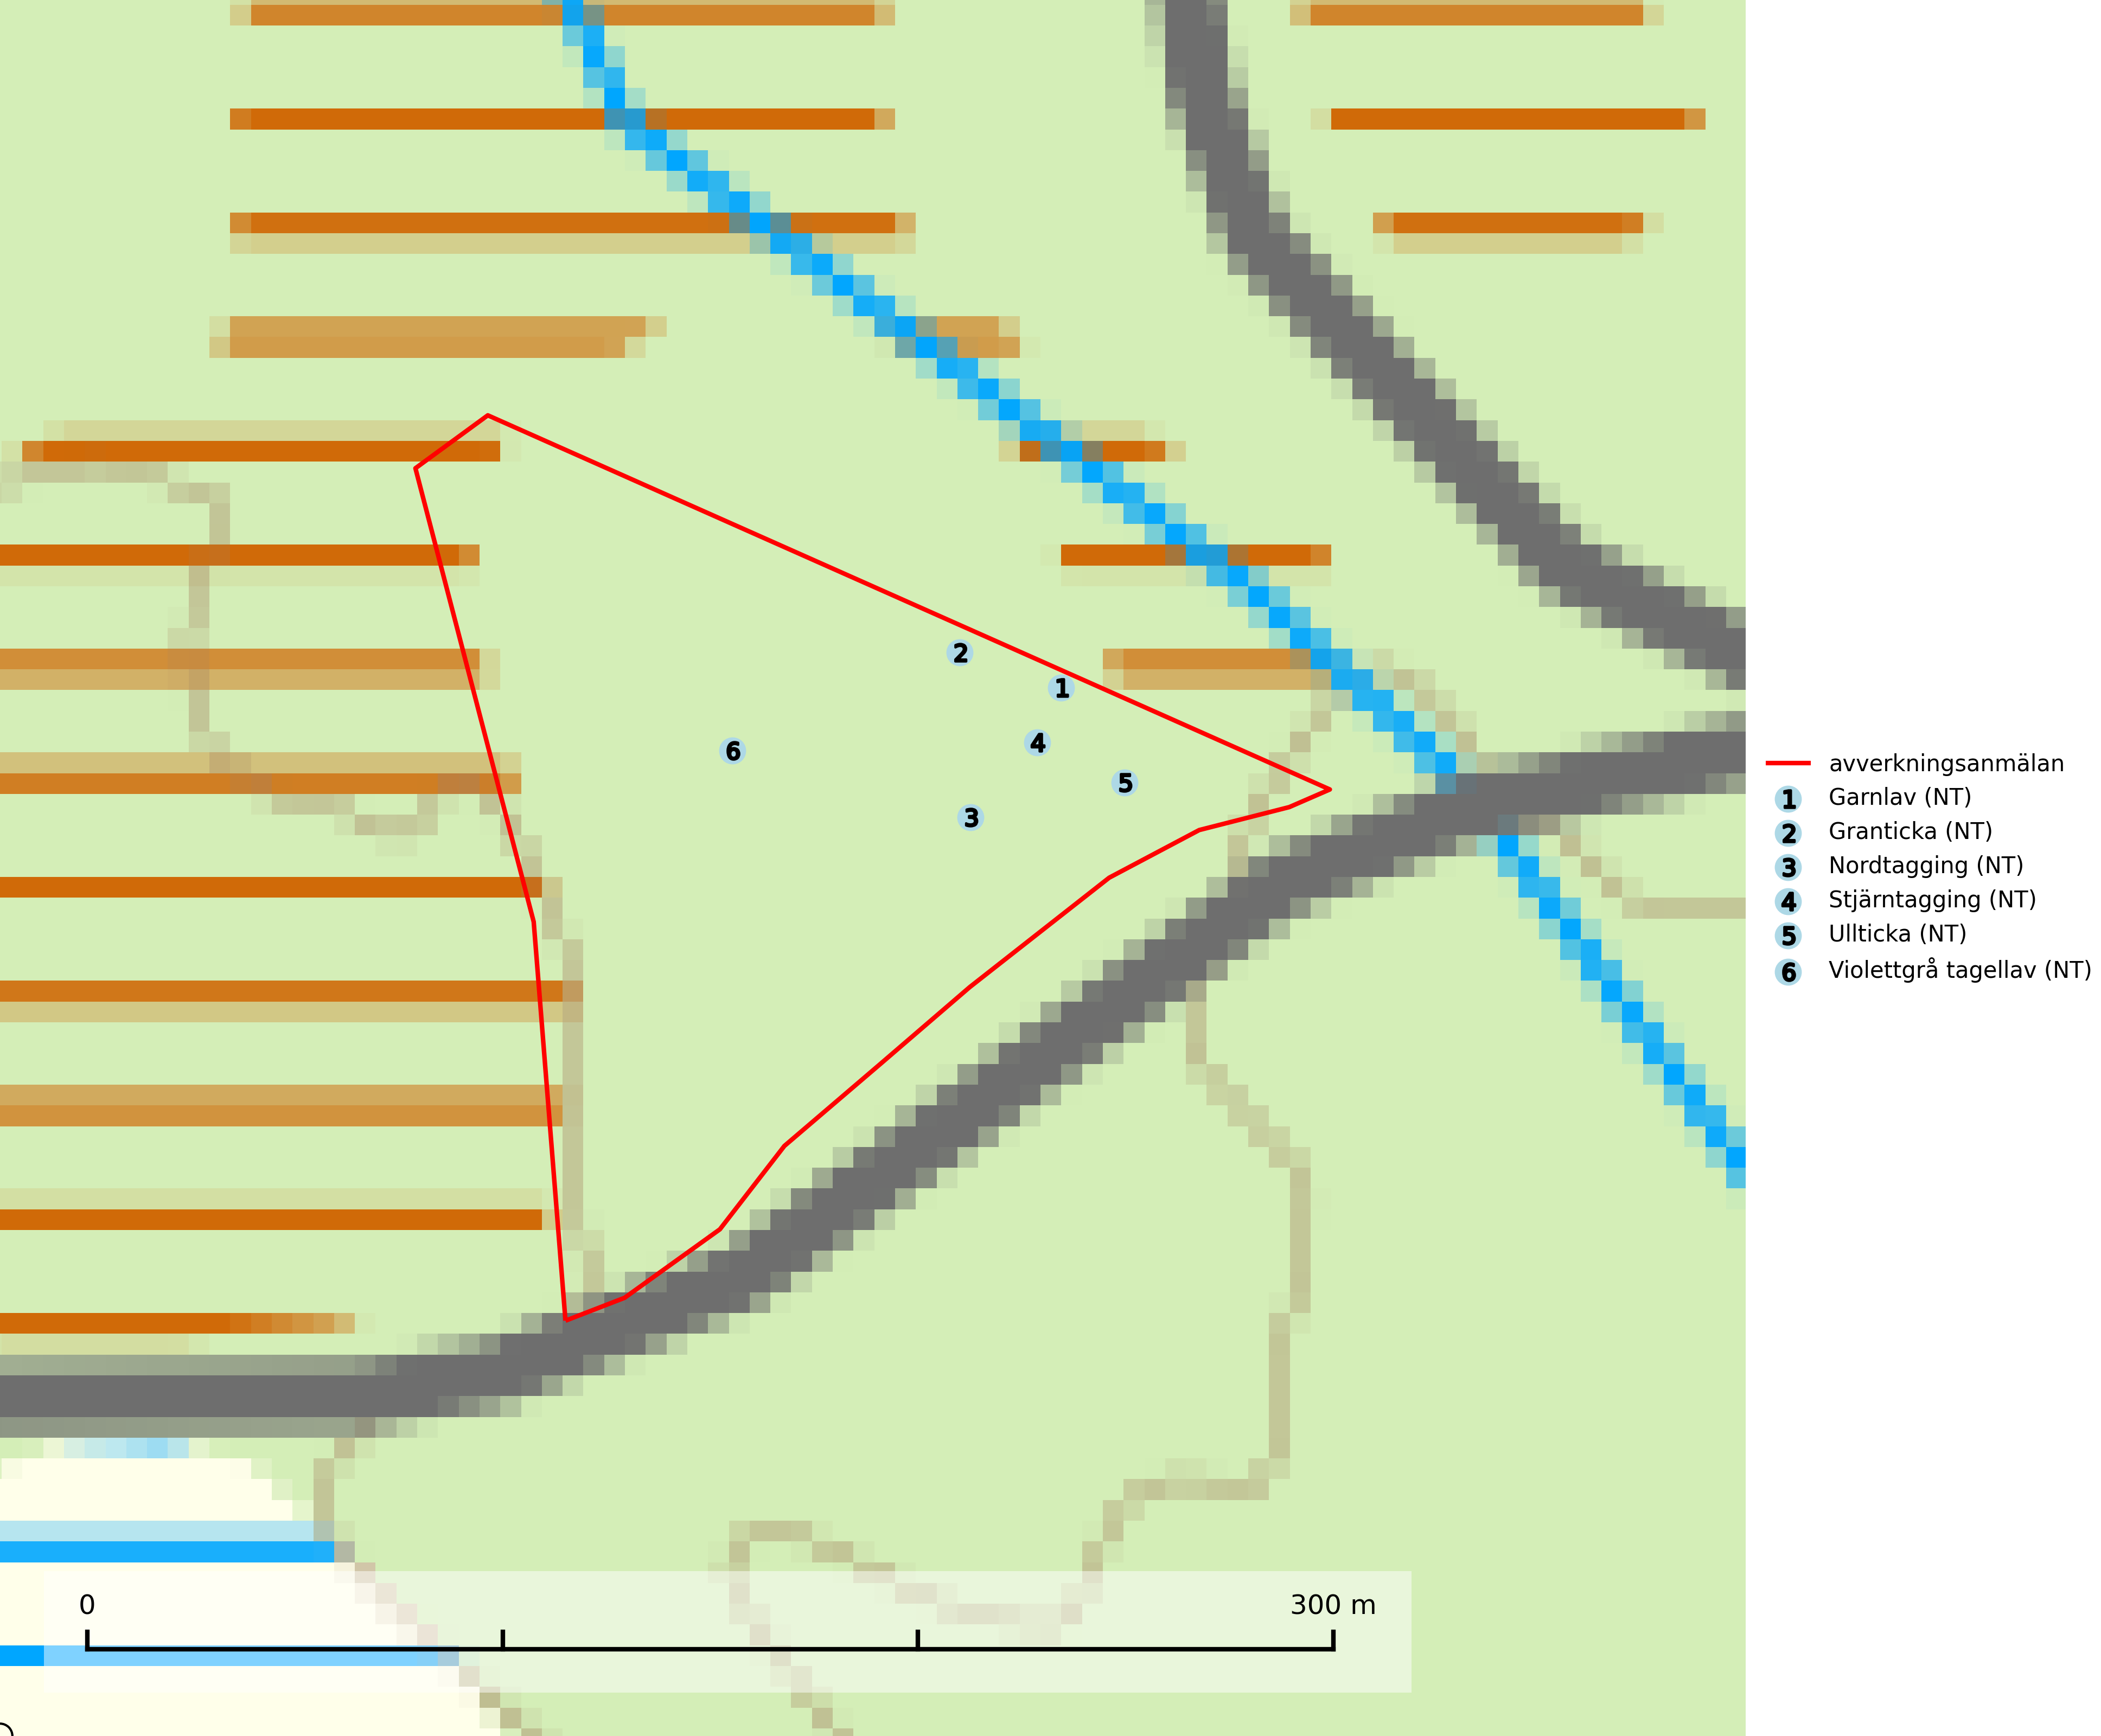 2
1
4
6
5
3
avverkningsanmälan
1 Garnlav (NT)
2 Granticka (NT)
3 Nordtagging (NT)
4 Stjärntagging (NT)
5 Ullticka (NT)
6 Violettgrå tagellav (NT)
0 300 m